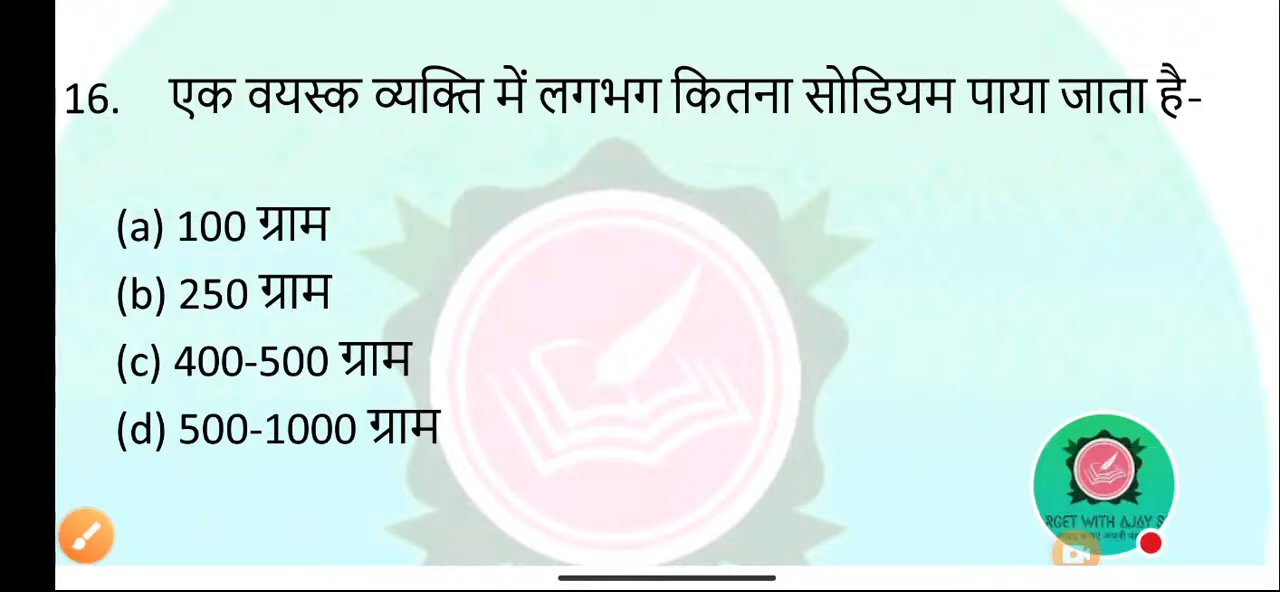 16. एक वयस्क व्यक्ति में लगभग कितना सोडियम पाया जाता है-
(a) 100 ग्राम
(b) 250 ग्राम
(c) 400-500 ग्राम
(d) 500-1000 ग्राम
RGET WITH AJAY S